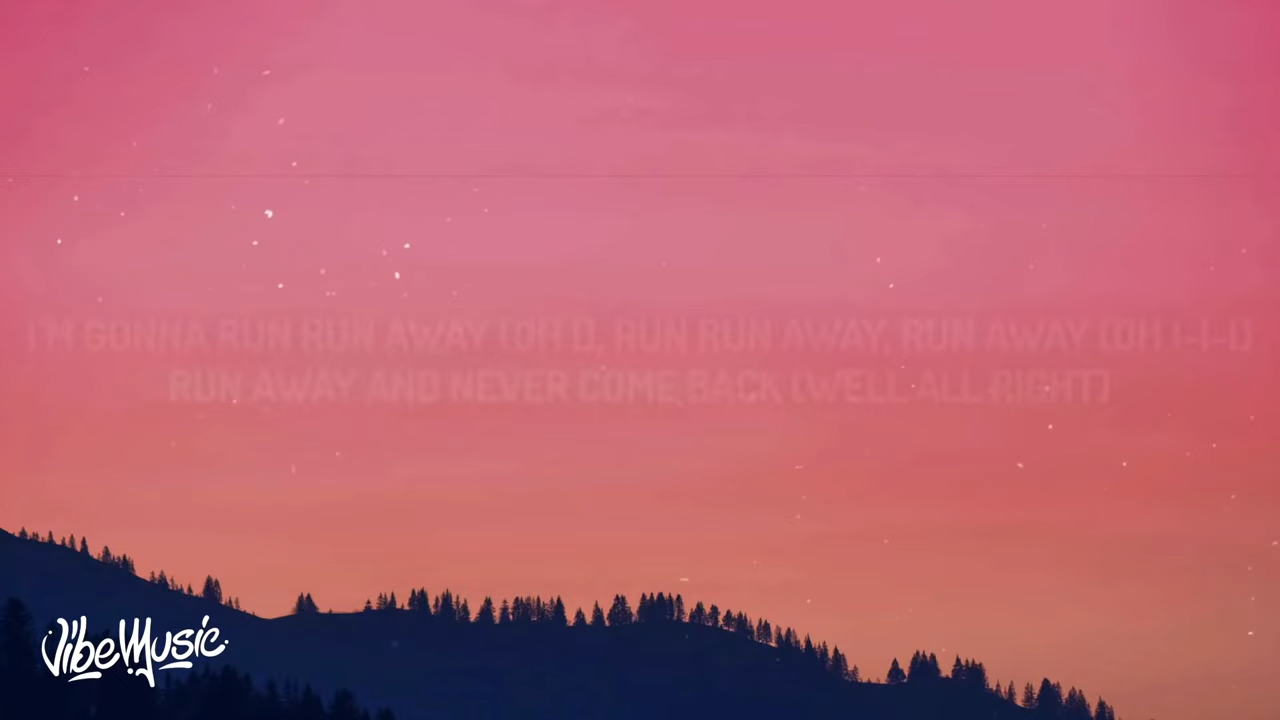 I'M GONNA RUN RUN AWAY (OH I), RUN RUN AWAY, RUN AWAY (OH I-I-I)
RUN AWAY AND NEVER COME BACK (WELL ALL RIGHT)
VibeMusic